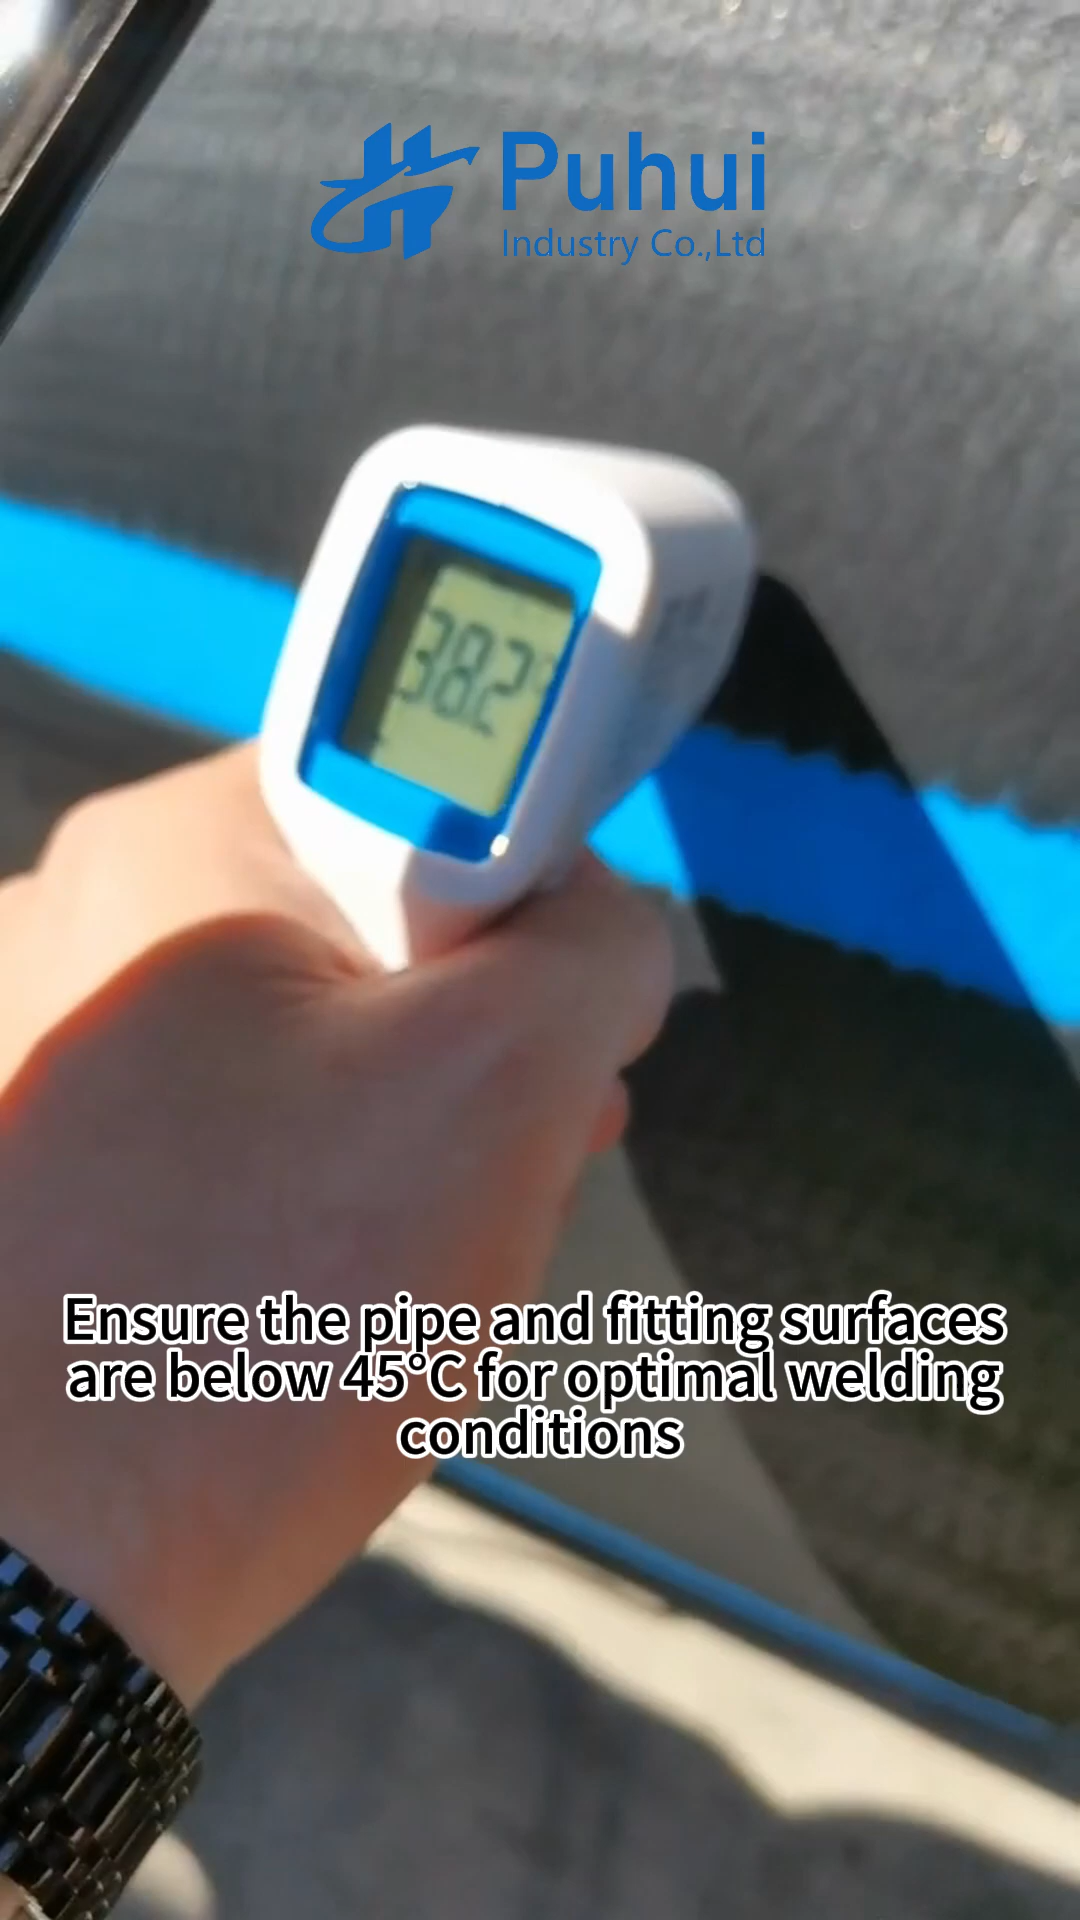 Puhui
Industry Co.,Ltd
38.2
Ensure the pipe and fitting surfaces
are below 45°C for optimal welding
conditions